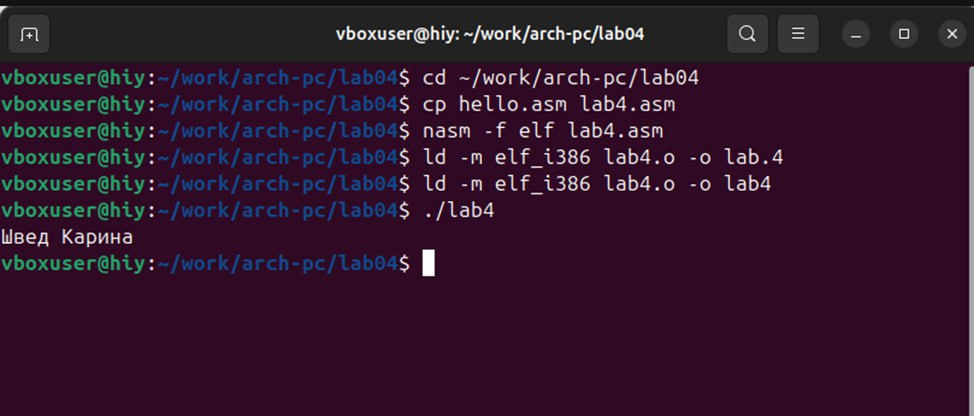 vboxuser@hiy: ~/work/arch-pc/lab04
vboxuser@hiy:~/work/arch-pc/lab04$ cd ~/work/arch-pc/lab04
vboxuser@hiy:~/work/arch-pc/lab04$ cp hello.asm lab4.asm
vboxuser@hiy:~/work/arch-pc/lab04$ nasm -f elf lab4.asm
vboxuser@hiy:~/work/arch-pc/lab04$ ld -m elf_i386 lab4.o -o lab.4
vboxuser@hiy:~/work/arch-pc/lab04$ ld -m elf_i386 lab4.o -o lab4
vboxuser@hiy:~/work/arch-pc/lab04$ ./lab4
Швед Карина
vboxuser@hiy:~/work/arch-pc/lab04$